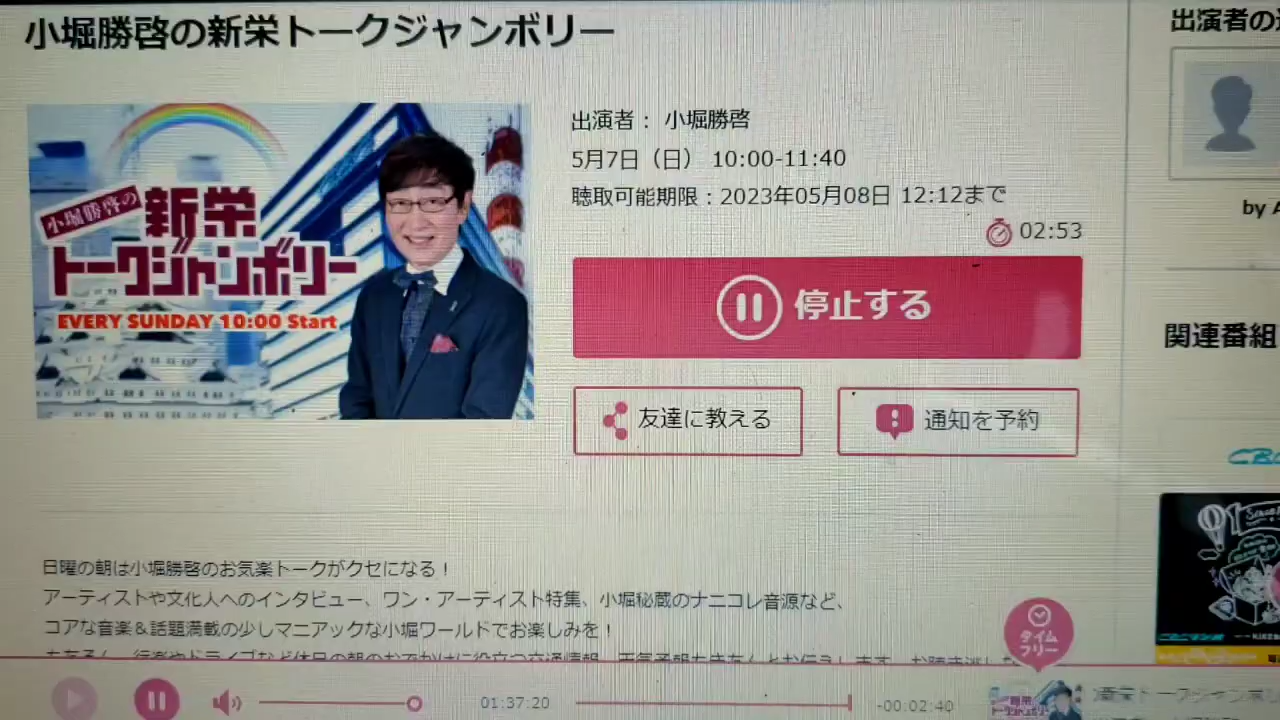 小堀勝啓の新栄トークジャンボリー
小堀勝啓の
新栄
トークジャンボリー
EVERY SUNDAY 10:00 Start
出演者： 小堀勝啓
5月7日（日） 10:00-11:40
聴取可能期限：2023年05月08日 12:12まで
02:53
停止する
友達に教える
通知を予約
日曜の朝は小堀勝啓のお気楽トークがクセになる！
アーティストや文化人へのインタビュー、ワン・アーティスト特集、小堀秘蔵のナニコレ音源など、
コアな音楽＆話題満載の少しマニアックな小堀ワールドでお楽しみを！
タイム
フリー
01:37:20
-00:02:40
新栄トークジャンボ
出演者の
by
関連番組